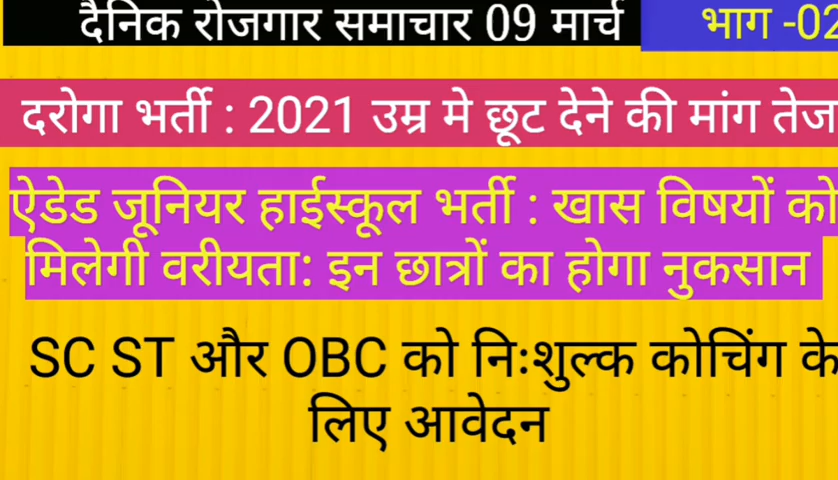 दैनिक रोजगार समाचार 09 मार्च भाग -02
दरोगा भर्ती : 2021 उम्र मे छूट देने की मांग तेज
ऐडेड जूनियर हाईस्कूल भर्ती : खास विषयों को
मिलेगी वरीयता: इन छात्रों का होगा नुकसान
SC ST और OBC को निःशुल्क कोचिंग के
लिए आवेदन